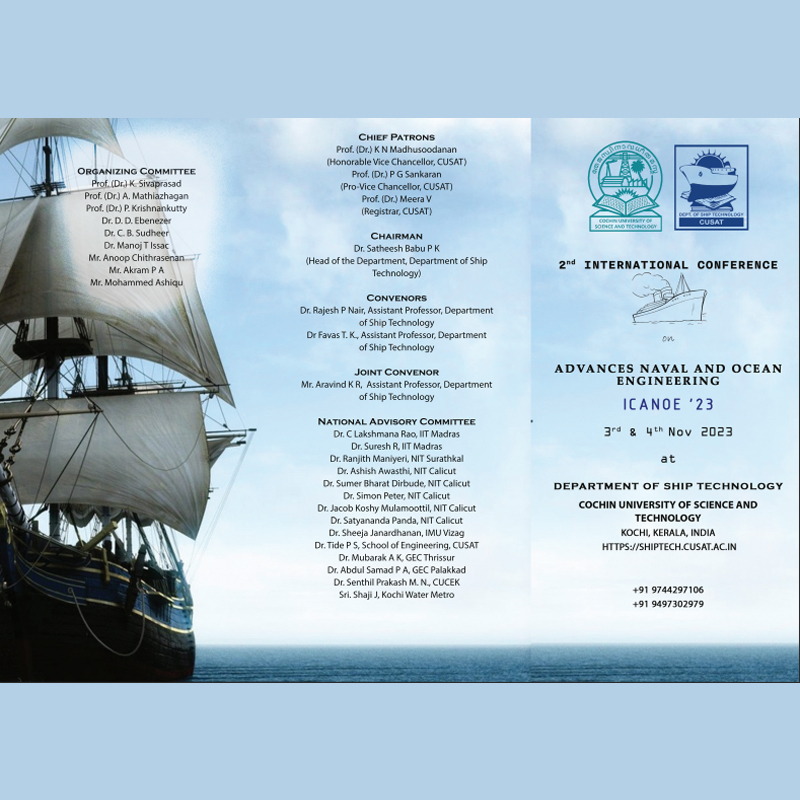 ORGANIZING COMMITTEE
Prof. (Dr.) K. Sivaprasad
Prof. (Dr.) A. Mathiazhagan
Prof. (Dr.) P. Krishnankutty
Dr. D. D. Ebenezer
Dr. C. B. Sudheer
Dr. Manoj T Issac
Mr. Anoop Chithrasenan
Mr. Akram P A
Mr. Mohammed Ashiqu
CHIEF PATRONS
Prof. (Dr.) K N Madhusoodanan
(Honorable Vice Chancellor, CUSAT)
Dr. (Prof.) P G Sankaran
(Pro-Vice Chancellor, CUSAT)
Prof. (Dr.) Meera V
(Registrar, CUSAT)
CHAIRMAN
Dr. Satheesh Babu P K
(Head of the Department, Department of Ship
Technology)
CONVENORS
Dr. Rajesh P Nair, Assistant Professor, Department
of Ship Technology
Dr Favas T. K., Assistant Professor, Department
of Ship Technology
JOINT CONVENOR
Mr. Aravind K R, Assistant Professor, Department
of Ship Technology
NATIONAL ADVISORY COMMITTEE
Dr. C Lakshmana Rao, IIT Madras
Dr. Suresh R, IIT Madras
Dr. Ranjith Maniyeri, NIT Surathkal
Dr. Ashish Awasthi, NIT Calicut
Dr. Sumer Bharat Dirbude, NIT Calicut
Dr. Simon Peter, NIT Calicut
Dr. Jacob Koshy Mulamoottil, NIT Calicut
Dr. Satyananda Panda, NIT Calicut
Dr. Sheeja Janardhanan, IMU Vizag
Dr. Tide P S, School of Engineering, CUSAT
Dr. Mubarak A K, GEC Thrissur
Dr. Abdul Samad P A, GEC Palakkad
Dr. Senthil Prakash M. N., CUCEK
Sri. Shaji J, Kochi Water Metro
COCHIN UNIVERSITY OF
SCIENCE AND TECHNOLOGY
DEPT. OF SHIP TECHNOLOGY
CUSAT
2nd INTERNATIONAL CONFERENCE
on
ADVANCES NAVAL AND OCEAN
ENGINEERING
ICANOE '23
3rd & 4th Nov 2023
at
DEPARTMENT OF SHIP TECHNOLOGY
COCHIN UNIVERSITY OF SCIENCE AND
TECHNOLOGY
KOCHI, KERALA, INDIA
HTTPS://SHIPTECH.CUSAT.AC.IN
+91 9744297106
+91 9497302979